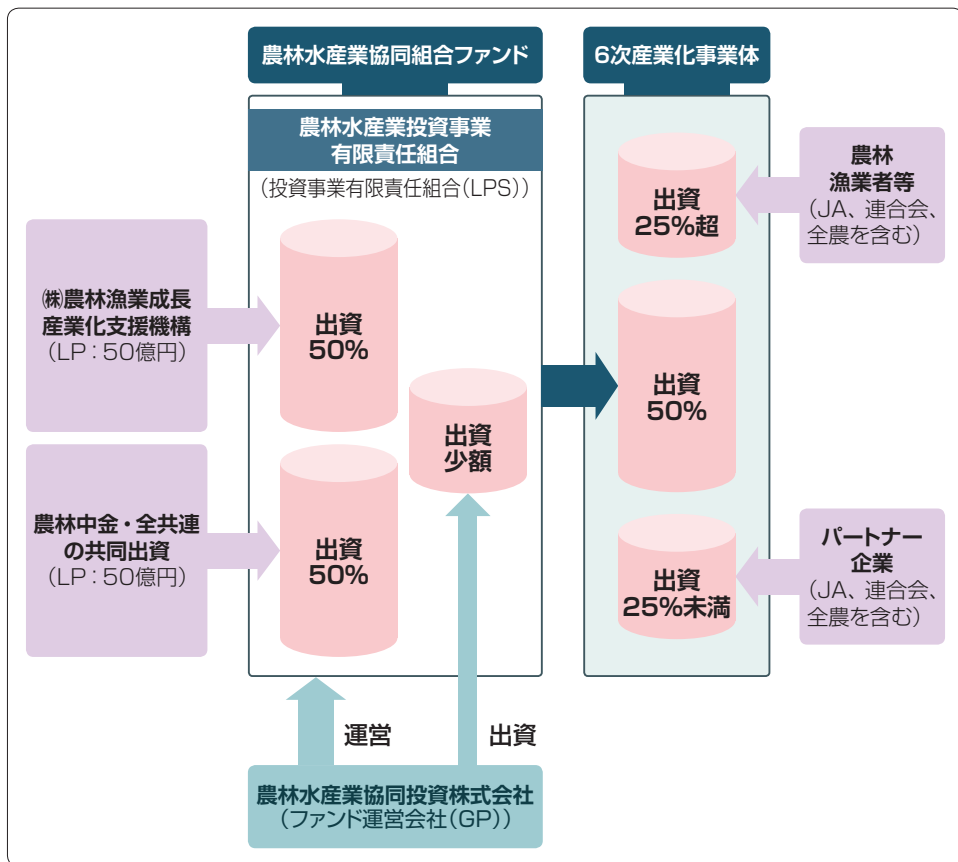 農林水産業協同組合ファンド
農林水産業投資事業
有限責任組合
（投資事業有限責任組合（LPS））
㈱農林漁業成長
産業化支援機構
（LP：50億円）
出資
50%
出資
少額
農林中金・全共連
の共同出資
（LP：50億円）
出資
50%
6次産業化事業体
出資
25%超
農林
漁業者等
（JA、連合会、
全農を含む）
出資
50%
出資
25%未満
パートナー
企業
（JA、連合会、
全農を含む）
運営
出資
農林水産業協同投資株式会社
（ファンド運営会社（GP））